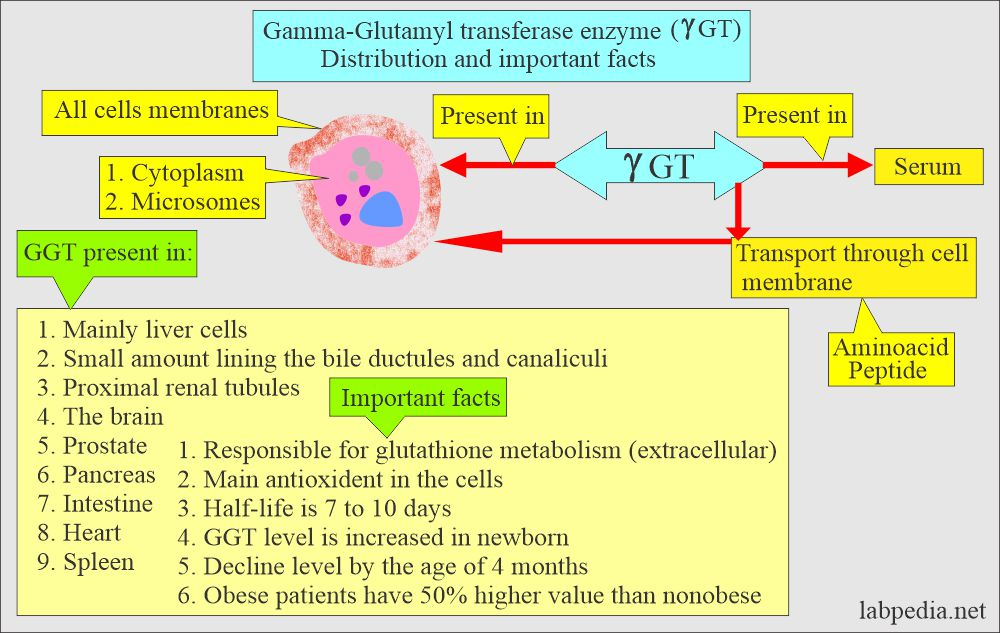 Gamma-Glutamyl transferase enzyme (γ GT)
Distribution and important facts
All cells membranes
Present in
Present in
1. Cytoplasm
2. Microsomes
γ GT
Serum
GGT present in:
Transport through cell
membrane
Aminoacid
Peptide
1. Mainly liver cells
2. Small amount lining the bile ductules and canaliculi
3. Proximal renal tubules
4. The brain
5. Prostate
6. Pancreas
7. Intestine
8. Heart
9. Spleen
Important facts
1. Responsible for glutathione metabolism (extracellular)
2. Main antioxident in the cells
3. Half-life is 7 to 10 days
4. GGT level is increased in newborn
5. Decline level by the age of 4 months
6. Obese patients have 50% higher value than nonobese
labpedia.net